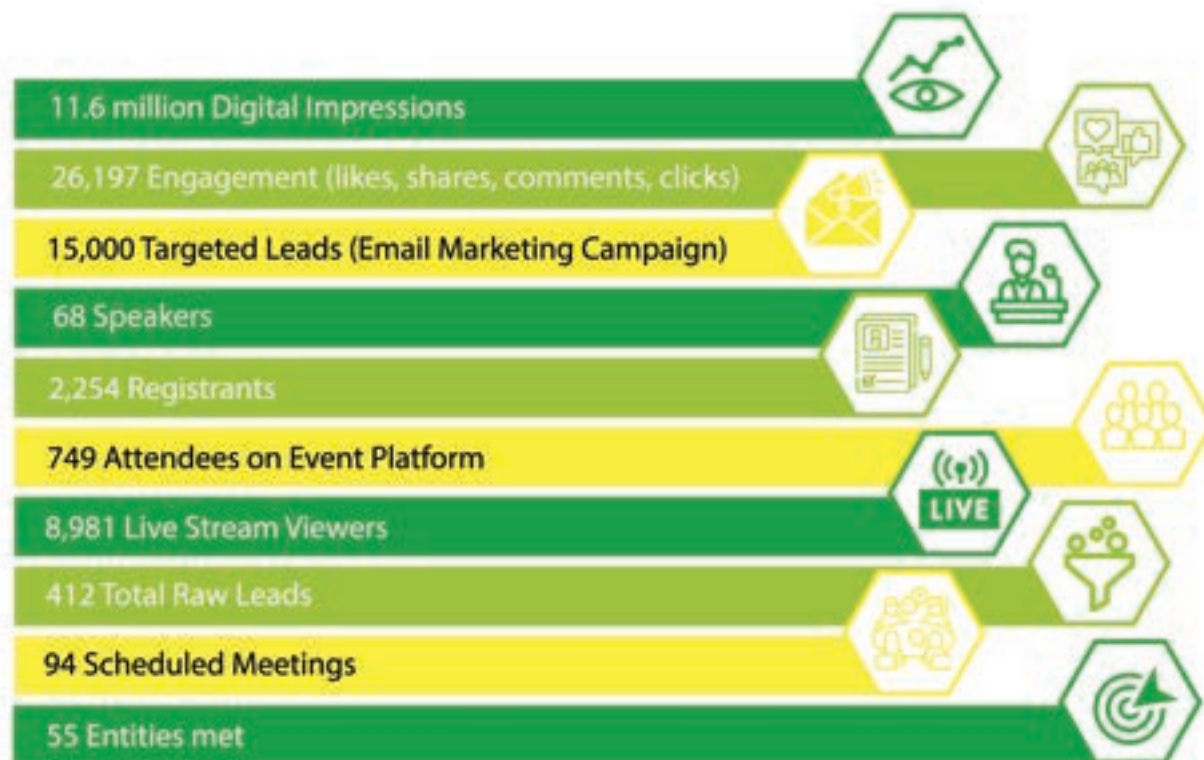 11.6 million Digital Impressions
26,197 Engagement (likes, shares, comments, clicks)
15,000 Targeted Leads (Email Marketing Campaign)
68 Speakers
2,254 Registrants
749 Attendees on Event Platform
8,981 Live Stream Viewers
LIVE
412 Total Raw Leads
94 Scheduled Meetings
55 Entities met